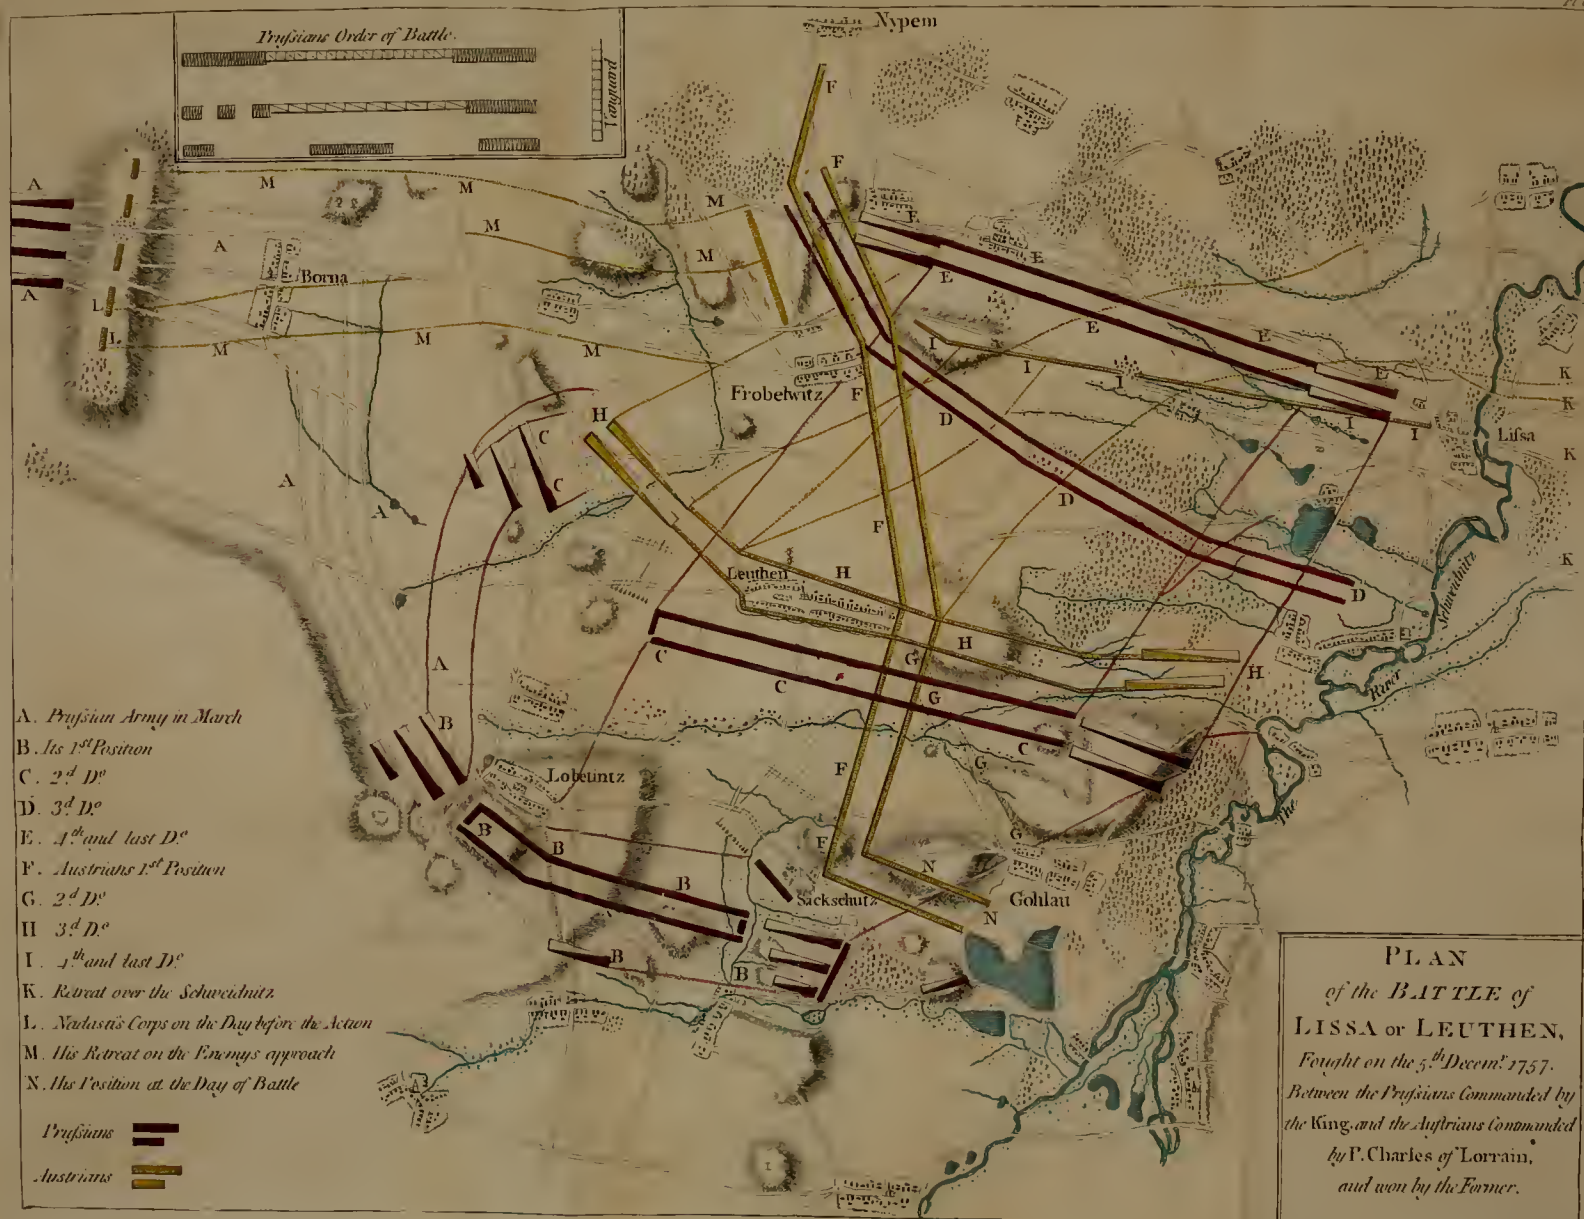 Nypern
Prusſians Order of Battle.
Vanguard
Borna
Frobelwitz
Liſsa
Leuthen
Lobetintz
Sackschutz
Gohlau
The River Schweidnitz
A. Prusſian Army in March
B. Its 1st Position
C. 2d Do
D. 3d Do
E. 4th and last Do
F. Austrians 1st Position
G. 2d Do
H 3d Do
I. 4th and last Do
K. Retreat over the Schweidnitz
L. Nadasti's Corps on the Day before the Action
M. His Retreat on the Enemys approach
N. His Position at the Day of Battle
Prusſians
Austrians
PLAN
of the BATTLE of
LISSA or LEUTHEN,
Fought on the 5th Decemr 1757.
Between the Prusſians Commanded by
the King, and the Auſtrians Commanded
by P. Charles of Lorrain,
and won by the Former.